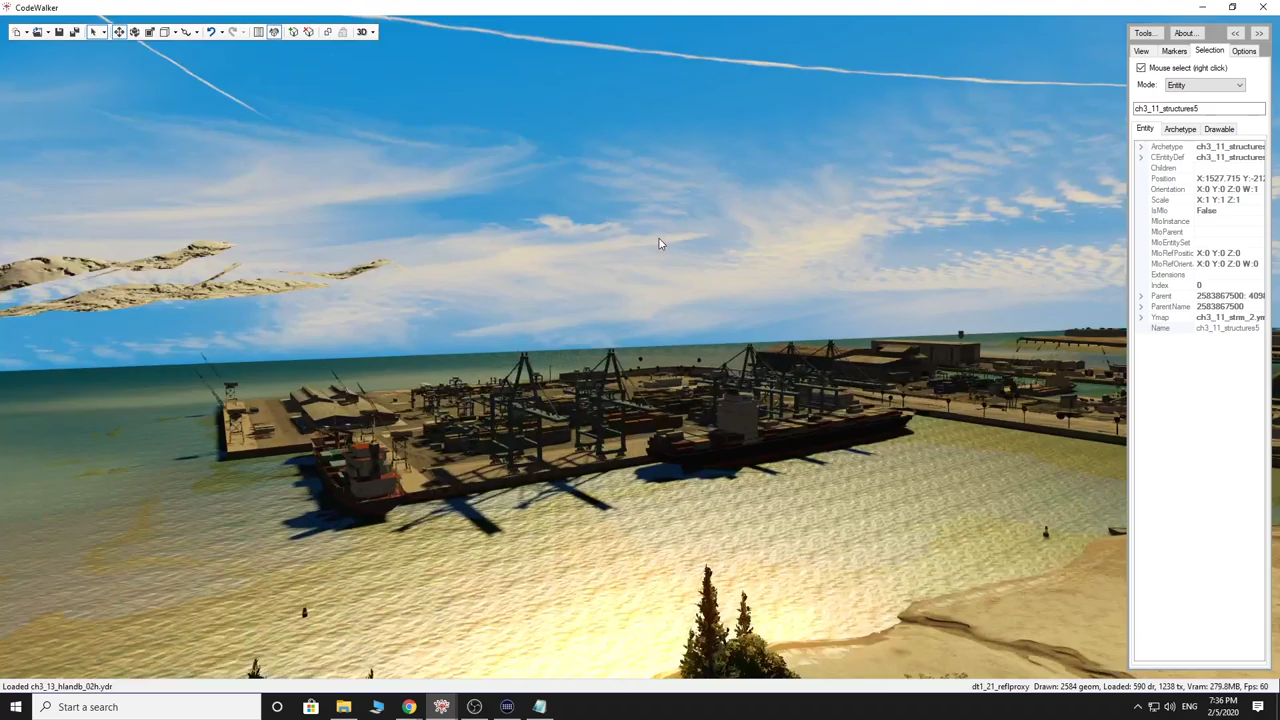 CodeWalker
3D
Tools...
About...
<<
>>
View
Markers
Selection
Options
Mouse select (right click)
Mode:
Entity
ch3_11_structures5
Entity
Archetype
Drawable
Archetype ch3_11_structures
CEntityDef ch3_11_structures
Children
Position X:1527.715 Y:-212
Orientation X:0 Y:0 Z:0 W:1
Scale X:1 Y:1 Z:1
IsMlo False
MloInstance
MloParent
MloEntitySet
MloRefPositic X:0 Y:0 Z:0
MloRefOrient. X:0 Y:0 Z:0 W:0
Extensions
Index 0
Parent 2583867500: 4098
ParentName 2583867500
Ymap ch3_11_strm_2.ym
Name ch3_11_structures5
Loaded ch3_13_hlandb_02h.ydr
dt1_21_reflproxy Drawn: 2584 geom, Loaded: 590 dr, 1238 tx, Vram: 279.8MB, Fps: 60
Start a search
ENG
7:36 PM
2/5/2020